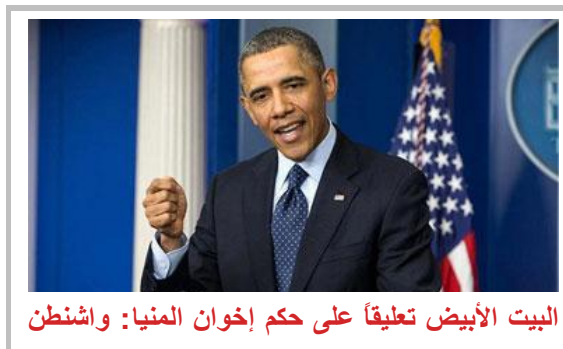 البيت الأبيض تعليقاً على حكم إخوان المنيا: واشنطن